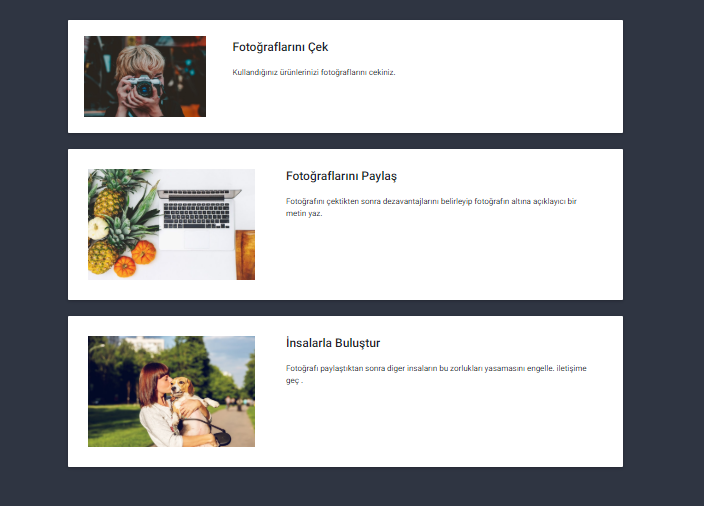 Fotoğraflarını Çek
Kullandığınız ürünlerinizi fotoğraflarını cekiniz.
Fotoğraflarını Paylaş
Fotoğrafını çektikten sonra dezavantajlarını belirleyip fotoğrafın altına açıklayıcı bir
metin yaz.
İnsalarla Buluştur
Fotoğrafı paylaştıktan sonra diger insaların bu zorlukları yasamasını engelle. iletişime
geç .